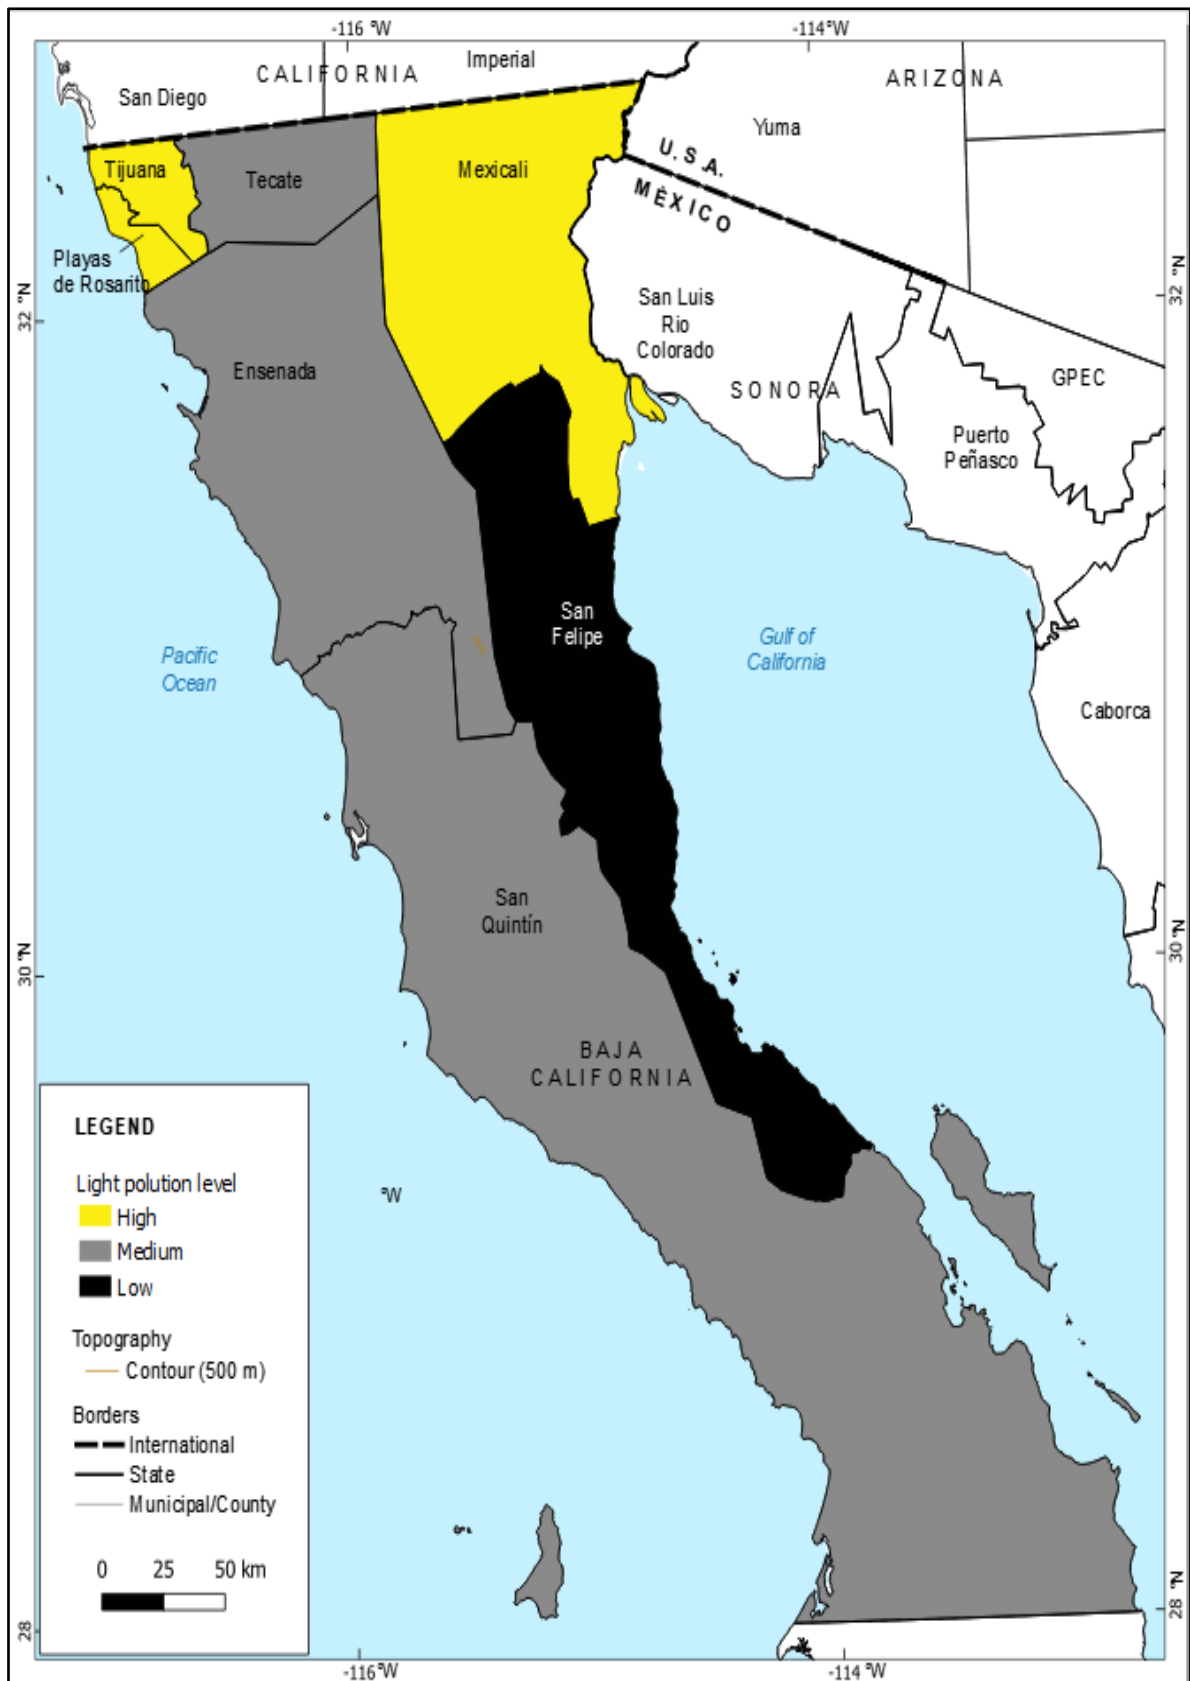 -116 °W
-114°W
CALIFORNIA
Imperial
ARIZONA
San Diego
Yuma
U.S.A.
MÉXICO
Tijuana
Tecate
Mexicali
Playas
de Rosarito
32 °N
32 °N
San Luis
Rio
Colorado
Ensenada
SONORA
GPEC
Puerto
Peñasco
San
Felipe
Pacific
Ocean
Gulf of
California
Caborca
San
Quintín
30 °N
30 °N
BAJA
CALIFORNIA
LEGEND
Light polution level
High
Medium
Low
°W
Topography
Contour (500 m)
Borders
International
State
Municipal/County
0 25 50 km
28
28 °N
-116°W
-114 °W